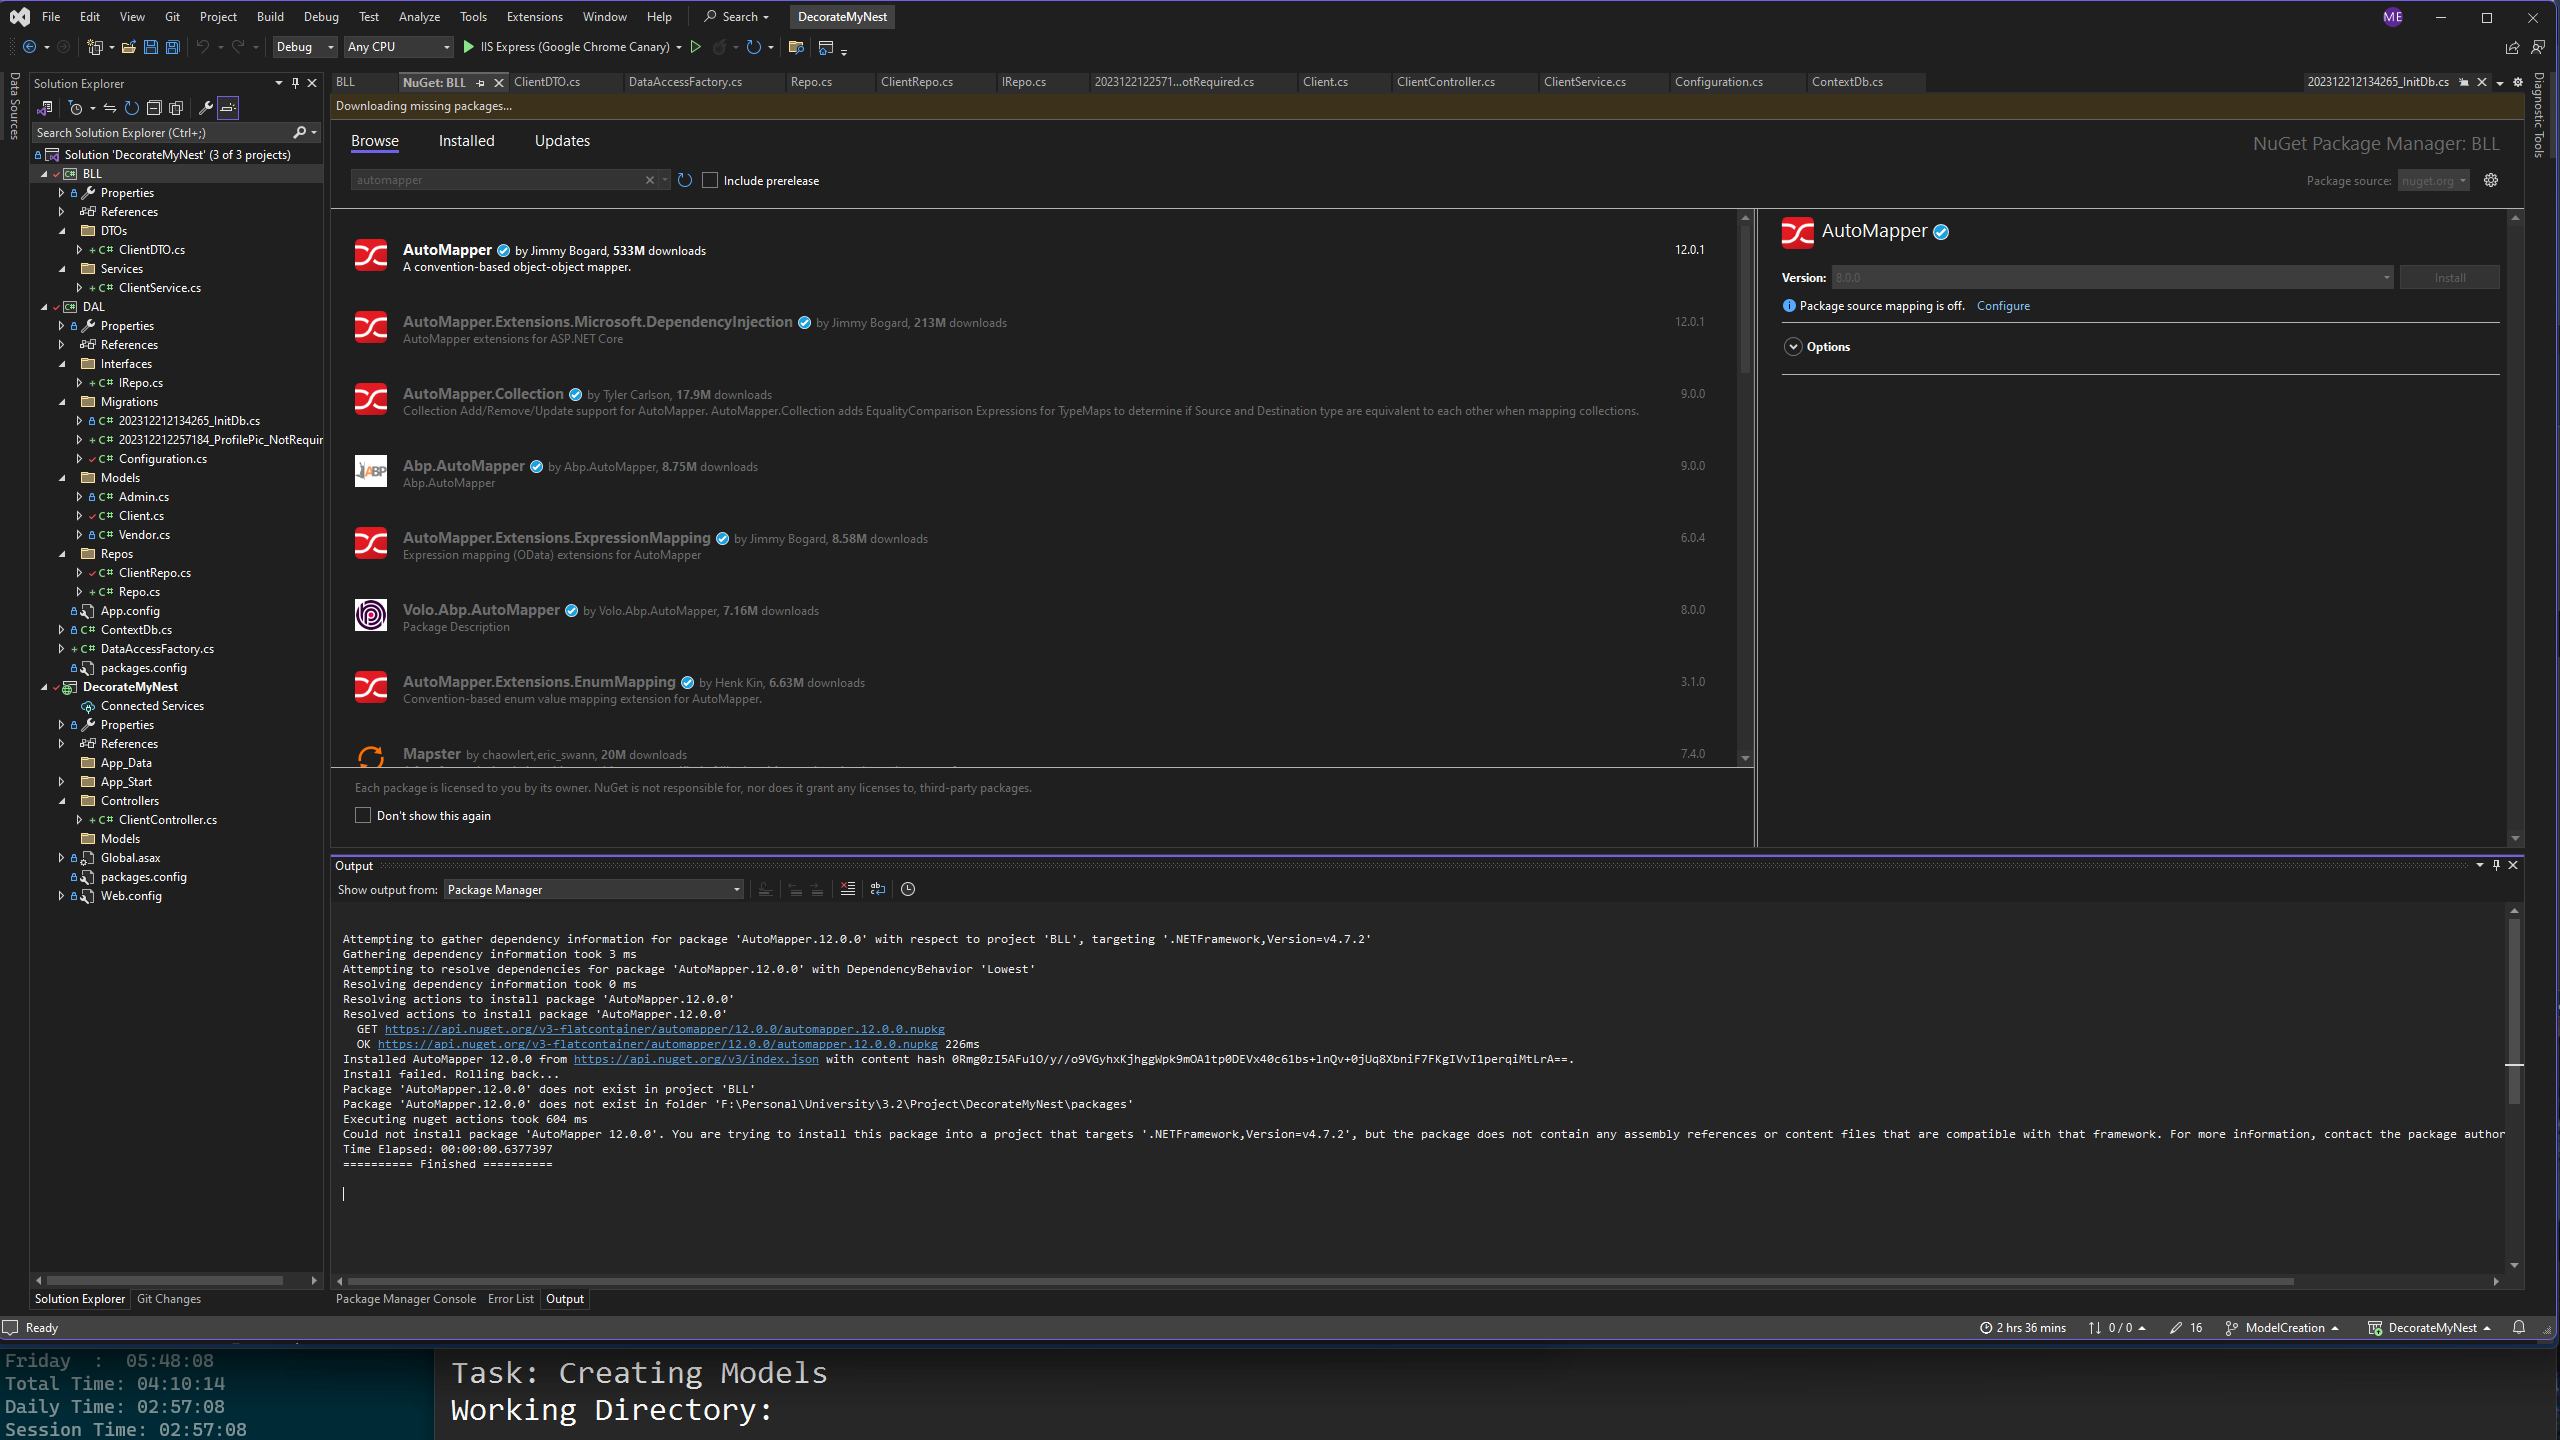 File Edit View Git Project Build Debug Test Analyze Tools Extensions Window Help Search DecorateMyNest ME
Debug Any CPU IIS Express (Google Chrome Canary)
Data Sources
Solution Explorer
Search Solution Explorer (Ctrl+;)
Solution 'DecorateMyNest' (3 of 3 projects)
BLL
Properties
References
DTOs
ClientDTO.cs
Services
ClientService.cs
DAL
Properties
References
Interfaces
IRepo.cs
Migrations
202312212134265_InitDb.cs
202312212257184_ProfilePic_NotRequir
Configuration.cs
Models
Admin.cs
Client.cs
Vendor.cs
Repos
ClientRepo.cs
Repo.cs
App.config
ContextDb.cs
DataAccessFactory.cs
packages.config
DecorateMyNest
Connected Services
Properties
References
App_Data
App_Start
Controllers
ClientController.cs
Models
Global.asax
packages.config
Web.config
Solution Explorer Git Changes
BLL NuGet: BLL ClientDTO.cs DataAccessFactory.cs Repo.cs ClientRepo.cs IRepo.cs 2023122122571...otRequired.cs Client.cs ClientController.cs ClientService.cs Configuration.cs ContextDb.cs 202312212134265_InitDb.cs
Diagnostic Tools
Downloading missing packages...
Browse Installed Updates
NuGet Package Manager: BLL
automapper Include prerelease
Package source: nuget.org
AutoMapper by Jimmy Bogard, 533M downloads 12.0.1
A convention-based object-object mapper.
AutoMapper.Extensions.Microsoft.DependencyInjection by Jimmy Bogard, 213M downloads 12.0.1
AutoMapper extensions for ASP.NET Core
AutoMapper.Collection by Tyler Carlson, 17.9M downloads 9.0.0
Collection Add/Remove/Update support for AutoMapper. AutoMapper.Collection adds EqualityComparison Expressions for TypeMaps to determine if Source and Destination type are equivalent to each other when mapping collections.
ABP
Abp.AutoMapper by Abp.AutoMapper, 8.75M downloads 9.0.0
Abp.AutoMapper
AutoMapper.Extensions.ExpressionMapping by Jimmy Bogard, 8.58M downloads 6.0.4
Expression mapping (OData) extensions for AutoMapper
Volo.Abp.AutoMapper by Volo.Abp.AutoMapper, 7.16M downloads 8.0.0
Package Description
AutoMapper.Extensions.EnumMapping by Henk Kin, 6.63M downloads 3.1.0
Convention-based enum value mapping extension for AutoMapper.
Mapster by chaowlert,eric_swann, 20M downloads 7.4.0
Each package is licensed to you by its owner. NuGet is not responsible for, nor does it grant any licenses to, third-party packages.
Don't show this again
AutoMapper
Version: 8.0.0 Install
Package source mapping is off. Configure
Options
Output
Show output from: Package Manager
Attempting to gather dependency information for package 'AutoMapper.12.0.0' with respect to project 'BLL', targeting '.NETFramework,Version=v4.7.2'
Gathering dependency information took 3 ms
Attempting to resolve dependencies for package 'AutoMapper.12.0.0' with DependencyBehavior 'Lowest'
Resolving dependency information took 0 ms
Resolving actions to install package 'AutoMapper.12.0.0'
Resolved actions to install package 'AutoMapper.12.0.0'
GET https://api.nuget.org/v3-flatcontainer/automapper/12.0.0/automapper.12.0.0.nupkg
OK https://api.nuget.org/v3-flatcontainer/automapper/12.0.0/automapper.12.0.0.nupkg 226ms
Installed AutoMapper 12.0.0 from https://api.nuget.org/v3/index.json with content hash 0Rmg0zI5AFu1O/y//o9VGyhxKjhggWpk9mOA1tp0DEVx40c61bs+lnQv+0jUq8XbniF7FKgIVvI1perqiMtLrA==.
Install failed. Rolling back...
Package 'AutoMapper.12.0.0' does not exist in project 'BLL'
Package 'AutoMapper.12.0.0' does not exist in folder 'F:\Personal\University\3.2\Project\DecorateMyNest\packages'
Executing nuget actions took 604 ms
Could not install package 'AutoMapper 12.0.0'. You are trying to install this package into a project that targets '.NETFramework,Version=v4.7.2', but the package does not contain any assembly references or content files that are compatible with that framework. For more information, contact the package author
Time Elapsed: 00:00:00.6377397
========== Finished ==========
Package Manager Console Error List Output
Ready 2 hrs 36 mins 0 / 0 16 ModelCreation DecorateMyNest
Friday : 05:48:08
Total Time: 04:10:14
Daily Time: 02:57:08
Session Time: 02:57:08
Task: Creating Models
Working Directory: